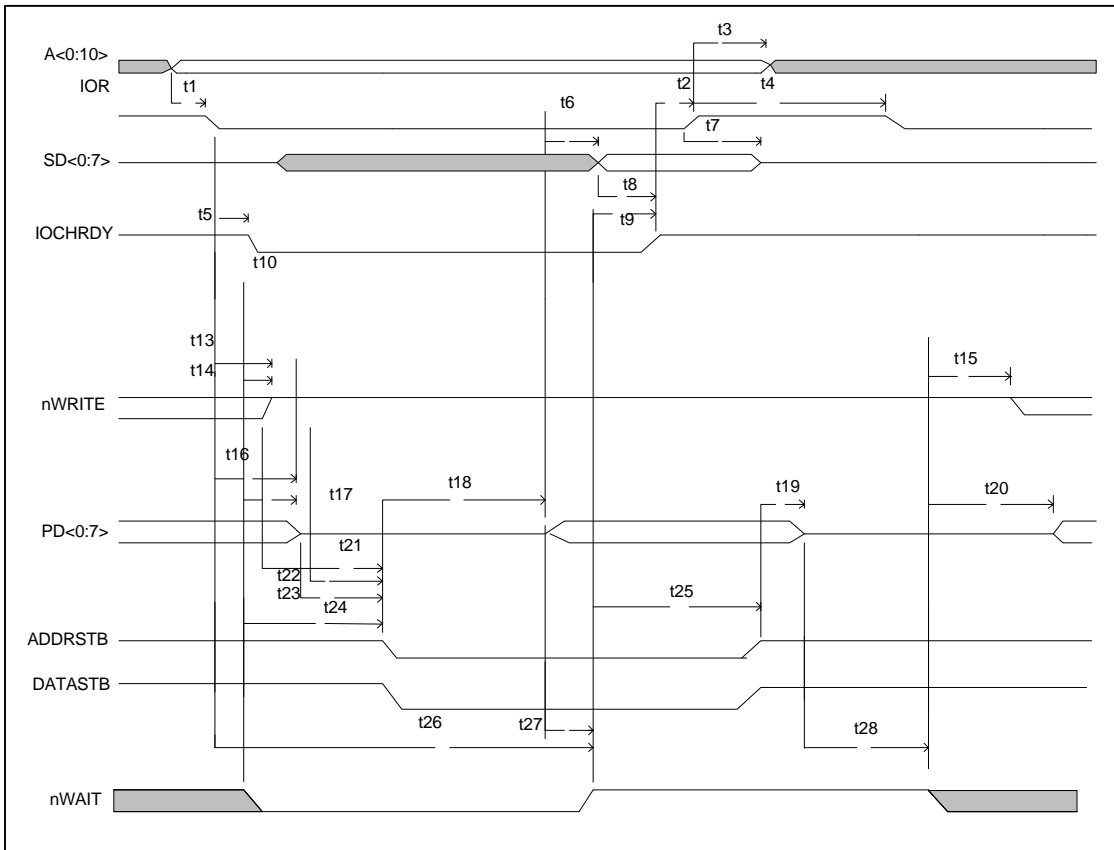 t3
A<0:10>
IOR
t1
t2
t4
t6
t7
SD<0:7>
t8
t5
t9
IOCHRDY
t10
t13
t14
t15
nWRITE
t16
t17
t18
t19
t20
PD<0:7>
t21
t22
t23
t24
t25
ADDRSTB
DATASTB
t26
t27
t28
nWAIT